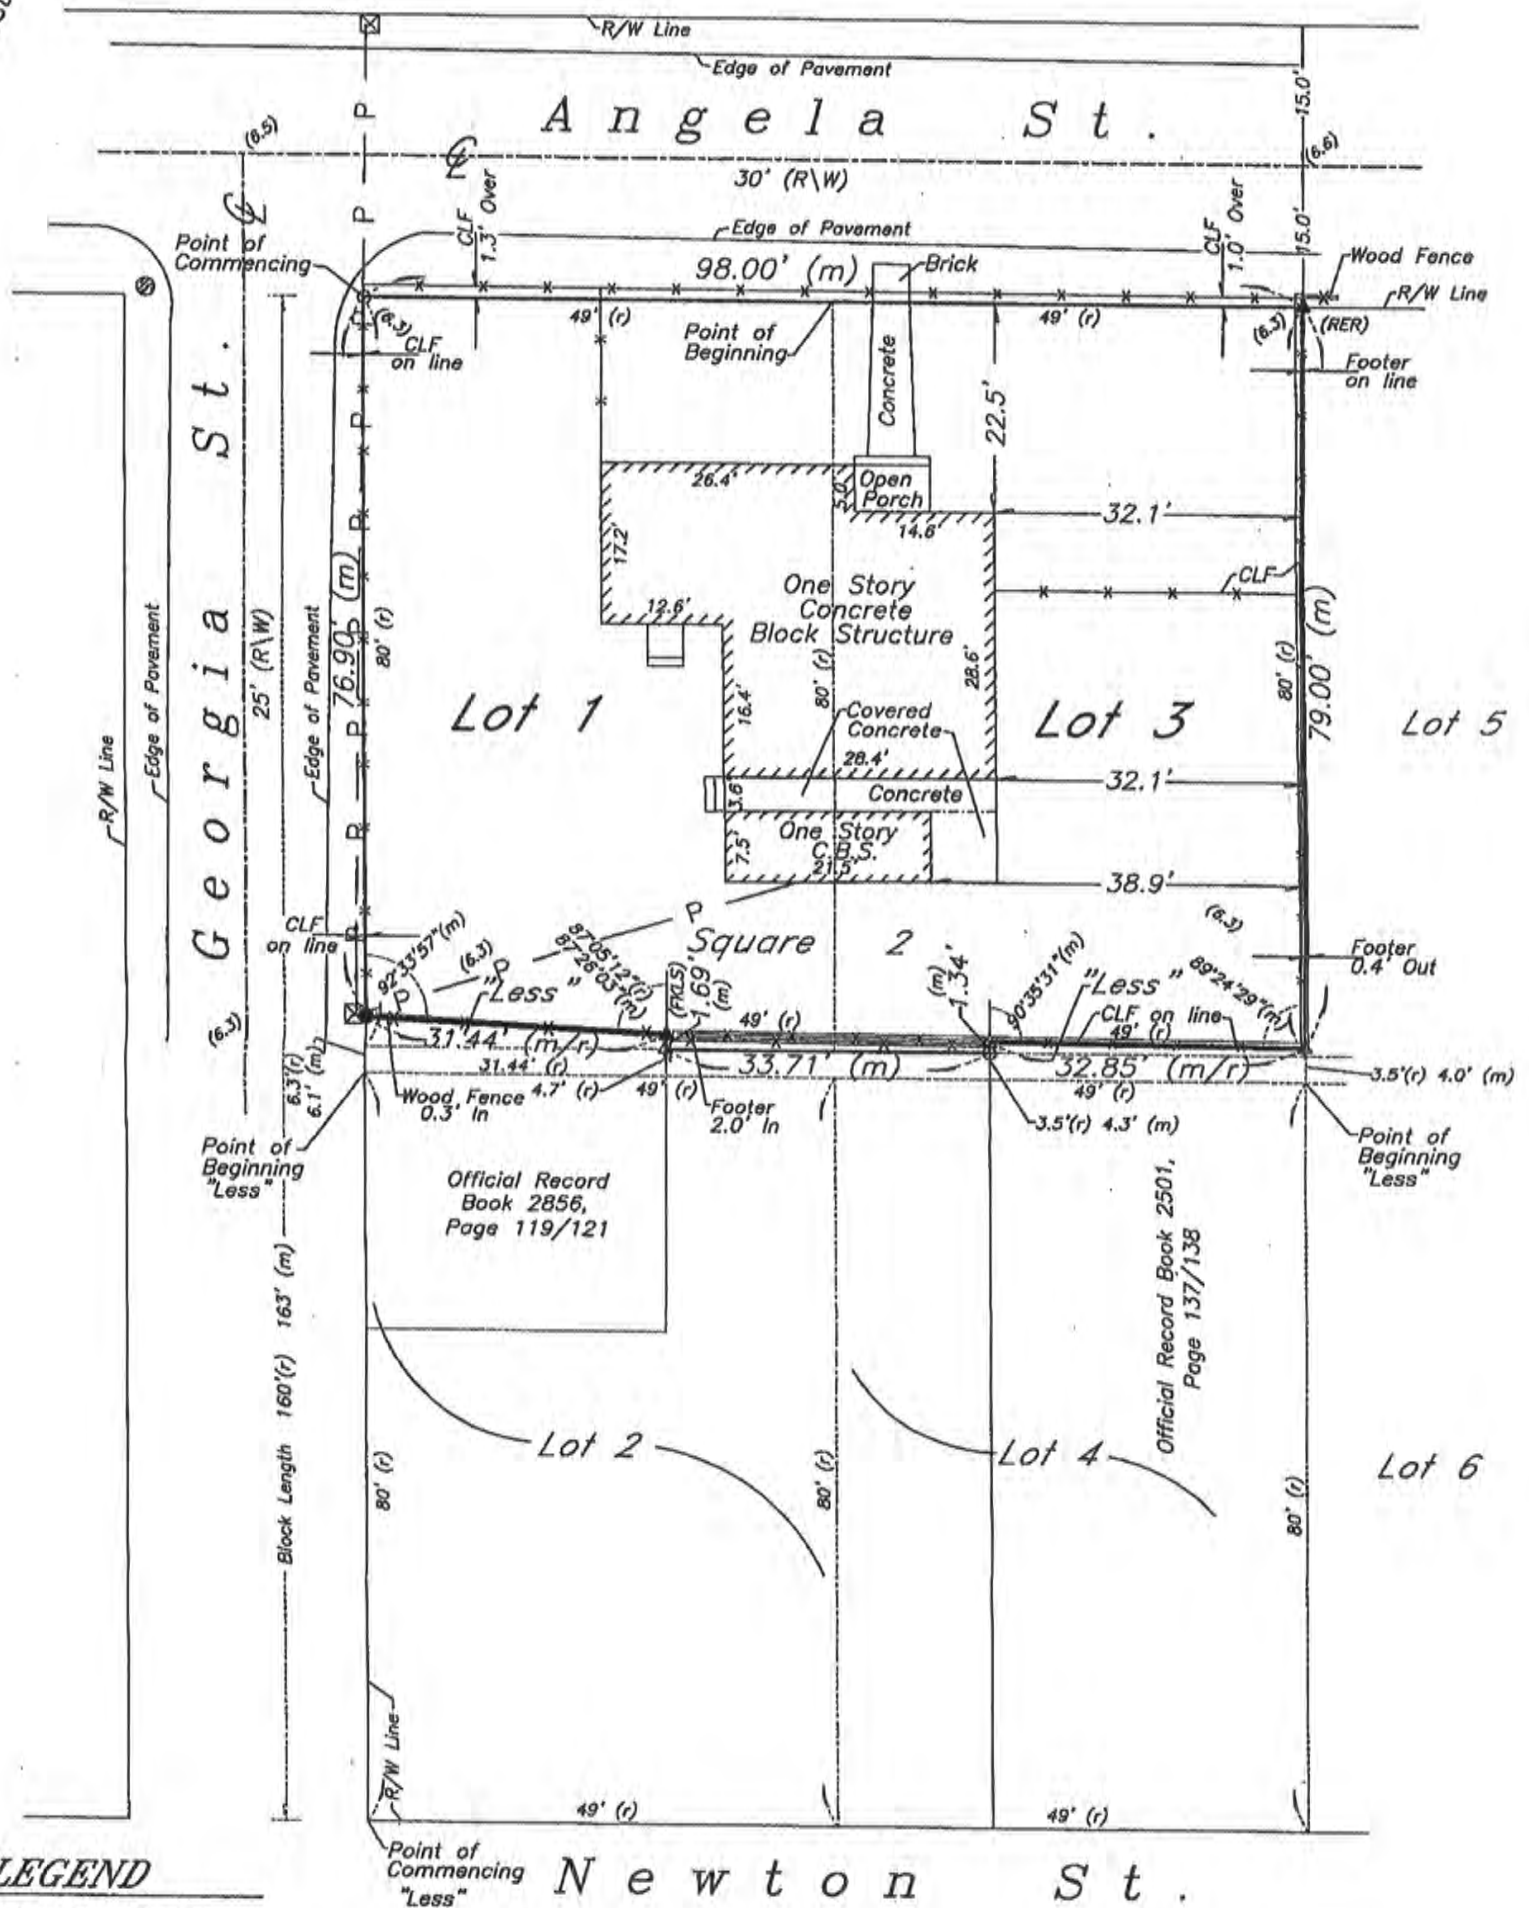 R/W Line
Edge of Pavement
Angela St.
15.0'
(6.5)
(6.6)
30' (R\W)
P
P
CLF
1.3' Over
CLF
1.0' Over
15.0'
Point of
Commencing
Edge of Pavement
98.00' (m)
Brick
Wood Fence
R/W Line
49' (r)
49' (r)
(6.3)
(6.3)
(RER)
Point of
Beginning
CLF
on line
Footer
on line
Concrete
22.5'
Georgia St.
25' (R\W)
Edge of Pavement
R/W Line
Edge of Pavement
76.90' (m)
80' (r)
P
P
P
P
P
P
26.4'
5.0'
Open
Porch
14.6'
32.1'
17.2'
12.6'
One Story
Concrete
Block Structure
CLF
80' (r)
28.6'
80' (r)
79.00' (m)
Lot 1
16.4'
Covered
Concrete
Lot 3
Lot 5
28.4'
32.1'
3.6'
Concrete
One Story
C.B.S.
7.5'
21.5'
38.9'
P
Square 2
(6.3)
CLF
on line
92°33'57"(m)
(6.3)
P
P
"Less"
87°05'12"(r)
87°26'03"(m)
(FKLS)
1.69'
(m)
(m)
1.34'
90°35'31"(m)
"Less"
89°24'29"(m)
Footer
0.4' Out
CLF on line
49' (r)
49' (r)
(6.3)
31.44' (m/r)
33.71' (m)
32.85' (m/r)
31.44' (r)
6.3'(r)
6.1' (m)
Wood Fence
0.3' In
4.7' (r)
49' (r)
Footer
2.0' In
49' (r)
3.5'(r) 4.0' (m)
3.5'(r) 4.3' (m)
Point of
Beginning
"Less"
Point of
Beginning
"Less"
Official Record
Book 2856,
Page 119/121
Official Record Book 2501,
Page 137/138
Block Length 160'(r) 163' (m)
Lot 2
Lot 4
Lot 6
80' (r)
80' (r)
80' (r)
R/W Line
49' (r)
49' (r)
Point of
Commencing
"Less"
LEGEND
Newton St.